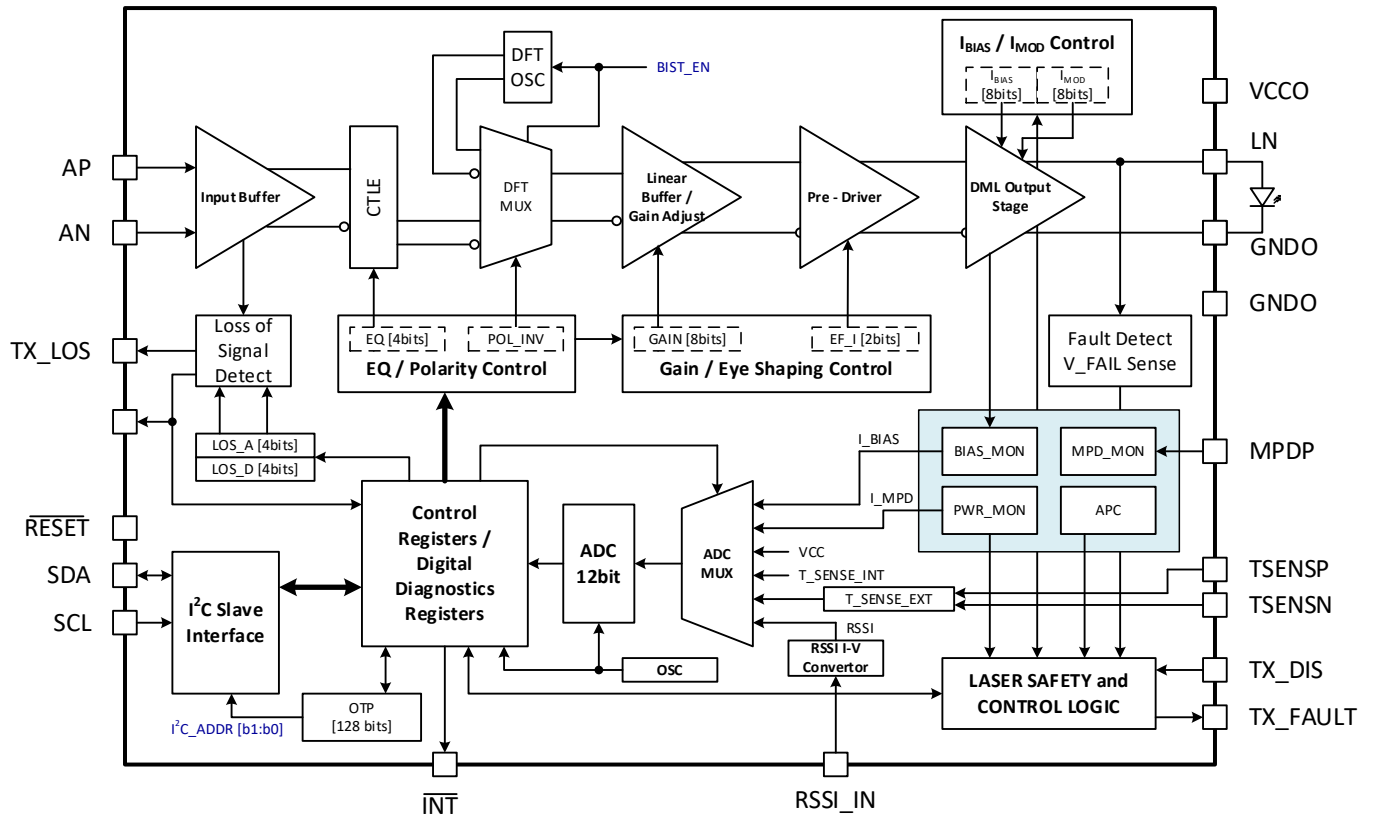 DFT
OSC
BIST_EN
I_BIAS / I_MOD Control
I_BIAS
[8bits]
I_MOD
[8bits]
VCCO
LN
AP
AN
Input Buffer
CTLE
DFT
MUX
Linear
Buffer /
Gain Adjust
Pre - Driver
DML Output
Stage
GNDO
GNDO
TX_LOS
Loss of
Signal
Detect
EQ [4bits]
POL_INV
EQ / Polarity Control
GAIN [8bits]
EF_I [2bits]
Gain / Eye Shaping Control
Fault Detect
V_FAIL Sense
LOS_A [4bits]
LOS_D [4bits]
I_BIAS
BIAS_MON
MPD_MON
MPDP
I_MPD
PWR_MON
APC
RESET
SDA
SCL
I²C Slave
Interface
Control
Registers /
Digital
Diagnostics
Registers
ADC
12bit
ADC
MUX
VCC
T_SENSE_INT
T_SENSE_EXT
TSENSP
TSENSN
RSSI
RSSI I-V
Convertor
OSC
LASER SAFETY and
CONTROL LOGIC
TX_DIS
TX_FAULT
I²C_ADDR [b1:b0]
OTP
[128 bits]
INT
RSSI_IN